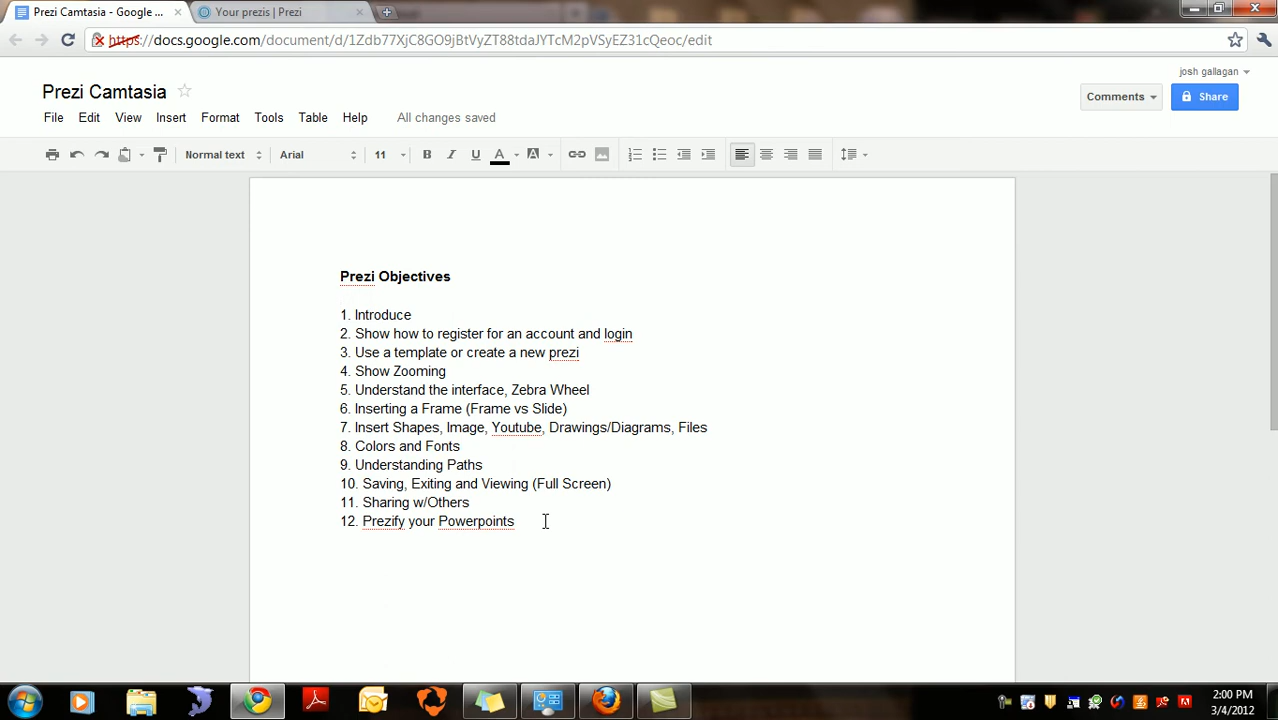 Prezi Camtasia - Google ...
Your prezis | Prezi
https://docs.google.com/document/d/1Zdb77XjC8GO9jBtVyZT88tdaJYTcM2pVSyEZ31cQeoc/edit
josh gallagan
Prezi Camtasia
Comments
Share
File Edit View Insert Format Tools Table Help All changes saved
Normal text Arial 11 B I U A A
Prezi Objectives
1. Introduce
2. Show how to register for an account and login
3. Use a template or create a new prezi
4. Show Zooming
5. Understand the interface, Zebra Wheel
6. Inserting a Frame (Frame vs Slide)
7. Insert Shapes, Image, Youtube, Drawings/Diagrams, Files
8. Colors and Fonts
9. Understanding Paths
10. Saving, Exiting and Viewing (Full Screen)
11. Sharing w/Others
12. Prezify your Powerpoints
2:00 PM
3/4/2012